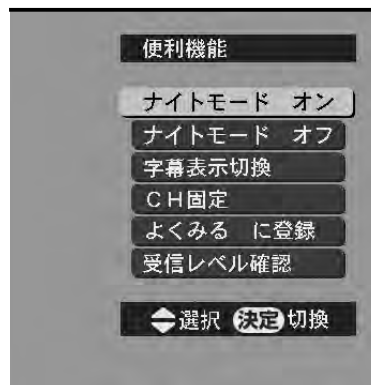 便利機能
ナイトモード オン
ナイトモード オフ
字幕表示切換
CH固定
よくみる に登録
受信レベル確認
選択 決定 切換